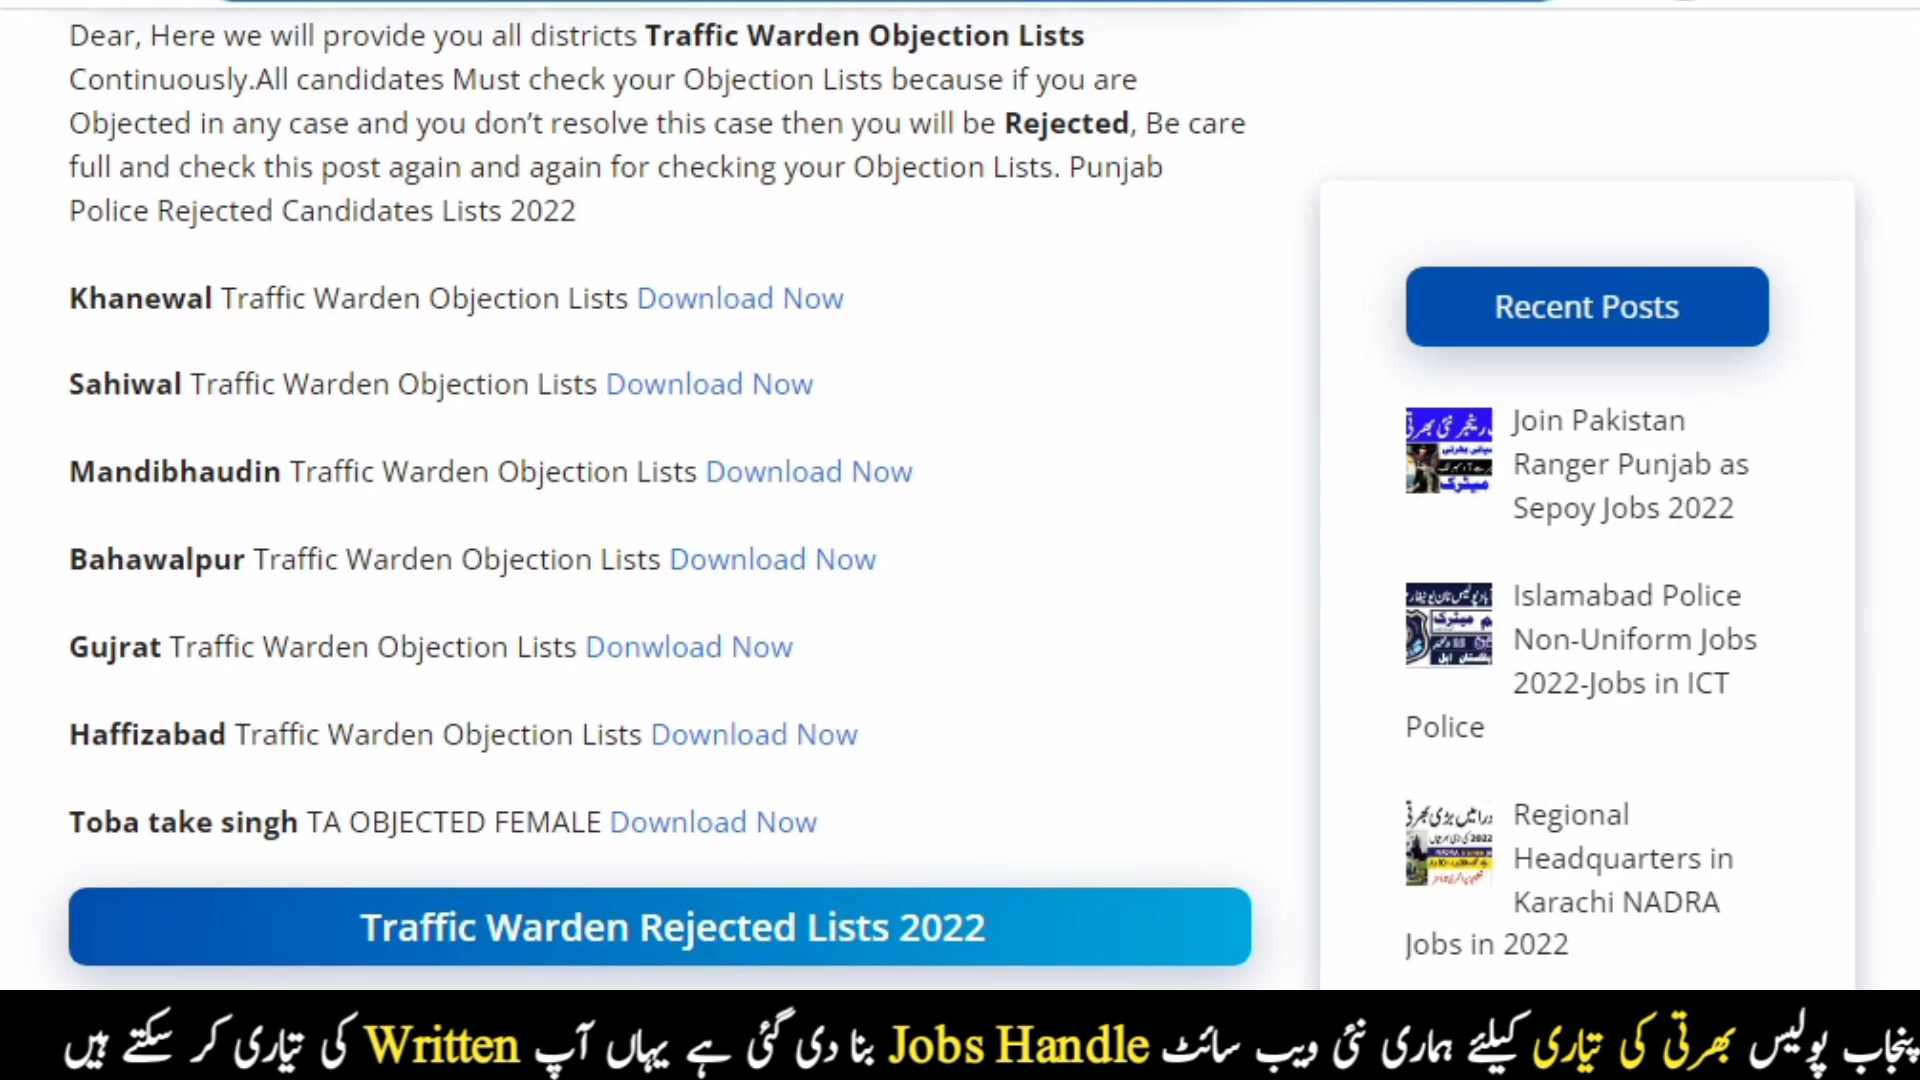 Dear, Here we will provide you all districts Traffic Warden Objection Lists
Continuously.All candidates Must check your Objection Lists because if you are
Objected in any case and you don’t resolve this case then you will be Rejected, Be care
full and check this post again and again for checking your Objection Lists. Punjab
Police Rejected Candidates Lists 2022
Khanewal Traffic Warden Objection Lists Download Now
Sahiwal Traffic Warden Objection Lists Download Now
Mandibhaudin Traffic Warden Objection Lists Download Now
Bahawalpur Traffic Warden Objection Lists Download Now
Gujrat Traffic Warden Objection Lists Donwload Now
Haffizabad Traffic Warden Objection Lists Download Now
Toba take singh TA OBJECTED FEMALE Download Now
Traffic Warden Rejected Lists 2022
Recent Posts
Join Pakistan
Ranger Punjab as
Sepoy Jobs 2022
Islamabad Police
Non-Uniform Jobs
2022-Jobs in ICT
Police
Regional
Headquarters in
Karachi NADRA
Jobs in 2022
پنجاب پولیس بھرتی کی تیاری کیلئے ہماری نئی ویب سائٹ Jobs Handle بنا دی گئی ہے یہاں آپ Written کی تیاری کر سکتے ہیں